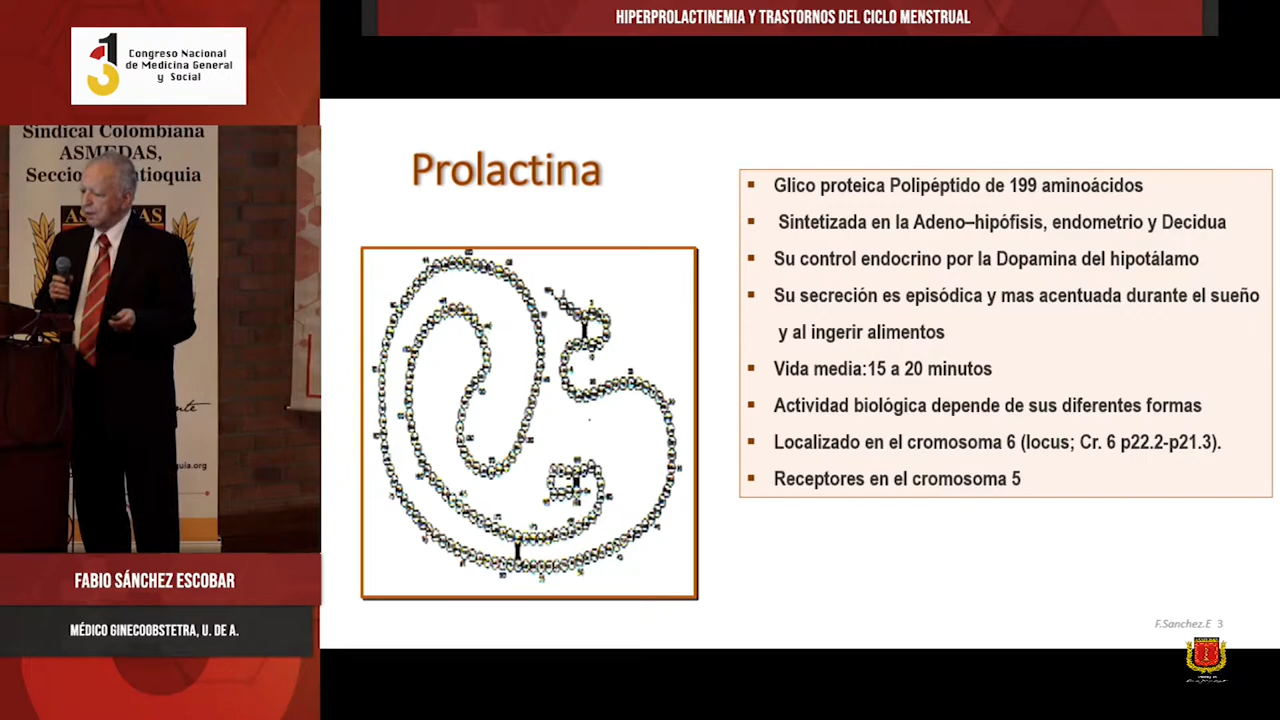 HIPERPROLACTINEMIA Y TRASTORNOS DEL CICLO MENSTRUAL
13
Congreso Nacional
de Medicina General
y Social
Sindical Colombiana
ASMEDAS,
Prolactina
Glico proteica Polipéptido de 199 aminoácidos
Sintetizada en la Adeno–hipófisis, endometrio y Decidua
Su control endocrino por la Dopamina del hipotálamo
Su secreción es episódica y mas acentuada durante el sueño
y al ingerir alimentos
Vida media:15 a 20 minutos
Actividad biológica depende de sus diferentes formas
Localizado en el cromosoma 6 (locus; Cr. 6 p22.2-p21.3).
Receptores en el cromosoma 5
FABIO SÁNCHEZ ESCOBAR
MÉDICO GINECOOBSTETRA, U. DE A.
F.Sanchez.E 3